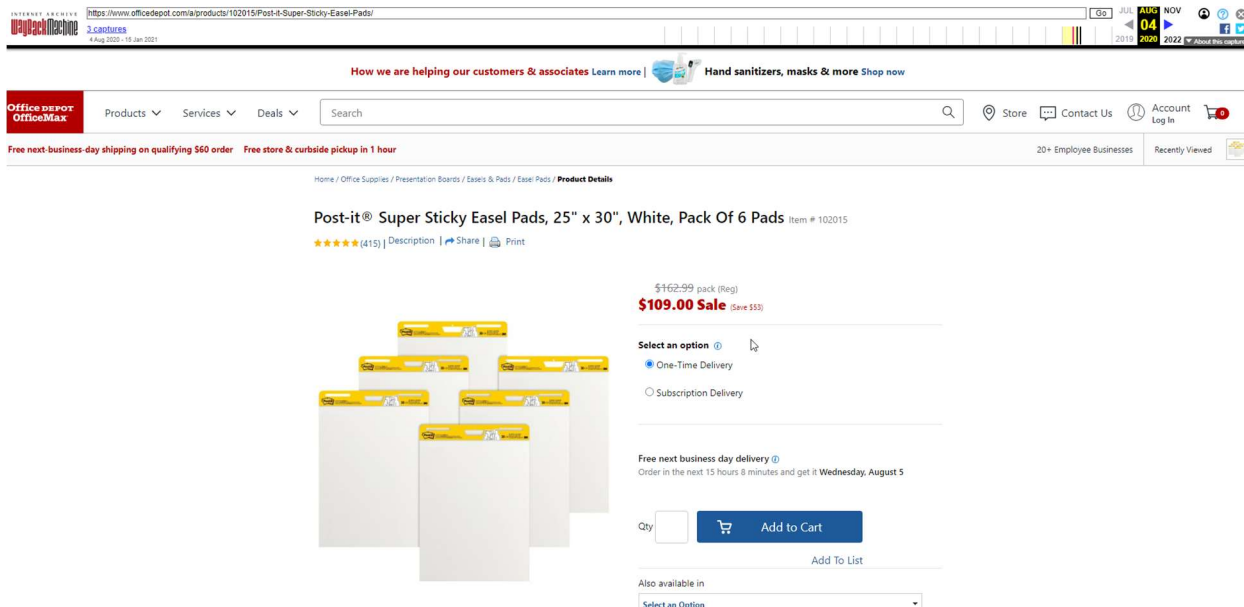 INTERNET ARCHIVE
WayBackMachine
https://www.officedepot.com/a/products/102015/Post-it-Super-Sticky-Easel-Pads/
Go
JUL AUG NOV
3 captures
04
4 Aug 2020 - 15 Jan 2021
2019 2020 2022
About this capture
How we are helping our customers & associates Learn more |
Hand sanitizers, masks & more Shop now
Office DEPOT
OfficeMax
Products
Services
Deals
Search
Store
Contact Us
Account
Log In
0
Free next-business-day shipping on qualifying $60 order Free store & curbside pickup in 1 hour
20+ Employee Businesses
Recently Viewed
Home / Office Supplies / Presentation Boards / Easels & Pads / Easel Pads / Product Details
Post-it® Super Sticky Easel Pads, 25" x 30", White, Pack Of 6 Pads Item # 102015
(415) | Description | Share | Print
$162.99 pack (Reg)
$109.00 Sale (Save $53)
Select an option
One-Time Delivery
Subscription Delivery
Free next business day delivery
Order in the next 15 hours 8 minutes and get it Wednesday, August 5
Qty
Add to Cart
Add To List
Also available in
Select an Option